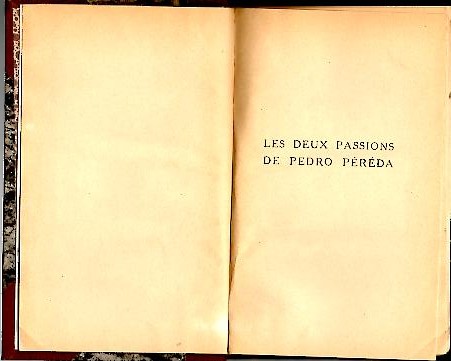 LES DEUX PASSIONS
DE PEDRO PÉRÉDA